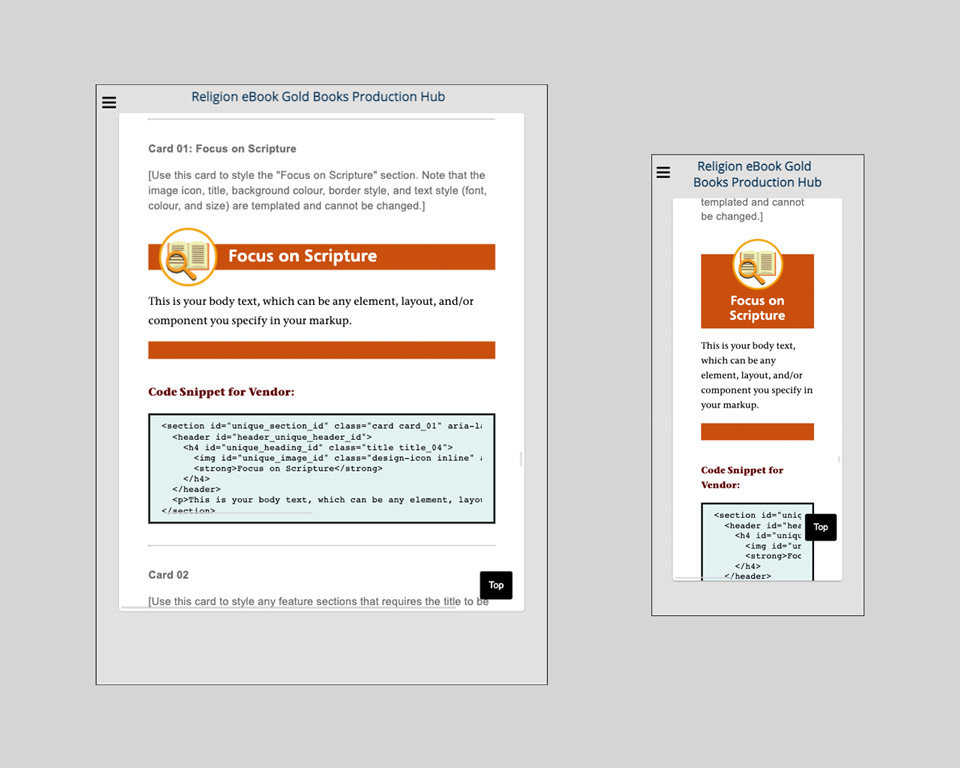 Religion eBook Gold Books Production Hub
Card 01: Focus on Scripture
[Use this card to style the "Focus on Scripture" section. Note that the
image icon, title, background colour, border style, and text style (font,
colour, and size) are templated and cannot be changed.]
Focus on Scripture
This is your body text, which can be any element, layout, and/or
component you specify in your markup.
Code Snippet for Vendor:
<section id="unique_section_id" class="card card_01" aria-la
<header id="header_unique_header_id">
<h4 id="unique_heading_id" class="title title_04">
<img id="unique_image_id" class="design-icon inline" a
<strong>Focus on Scripture</strong>
</h4>
</header>
<p>This is your body text, which can be any element, layou
</section>
Card 02
[Use this card to style any feature sections that requires the title to be
Top
Religion eBook Gold
Books Production Hub
templated and cannot
be changed.]
Focus on
Scripture
This is your body text,
which can be any
element, layout, and/or
component you specify in
your markup.
Code Snippet for
Vendor:
<section id="uniq
<header id="hea
<h4 id="uniqu
<img id="un
<strong>Foc
</h4>
</header>
Top